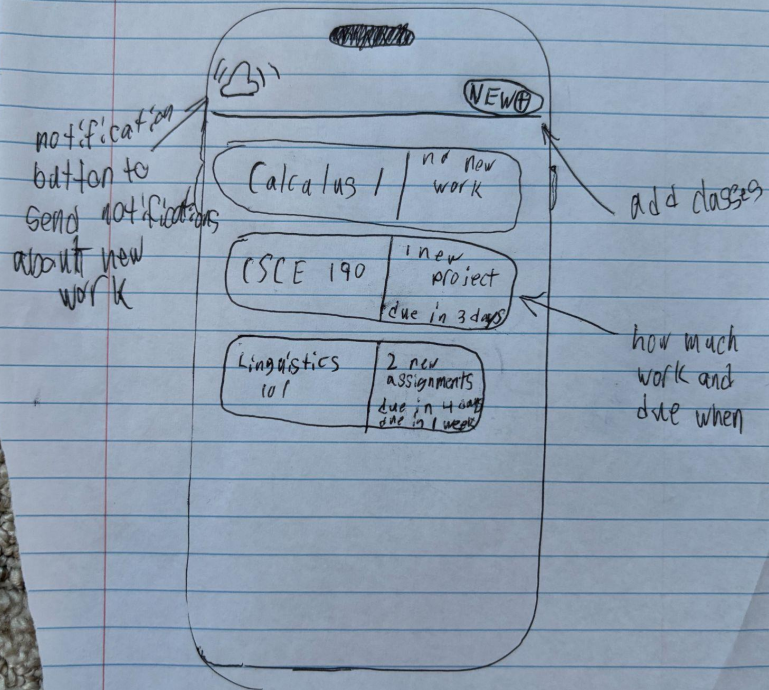 NEW+
notification
button to
send notifications
about new
work
add classes
Calculus 1
no new
work
CSCE 190
1 new
project
due in 3 days
how much
work and
due when
Linguistics
101
2 new
assignments
due in 4 days
due in 1 week